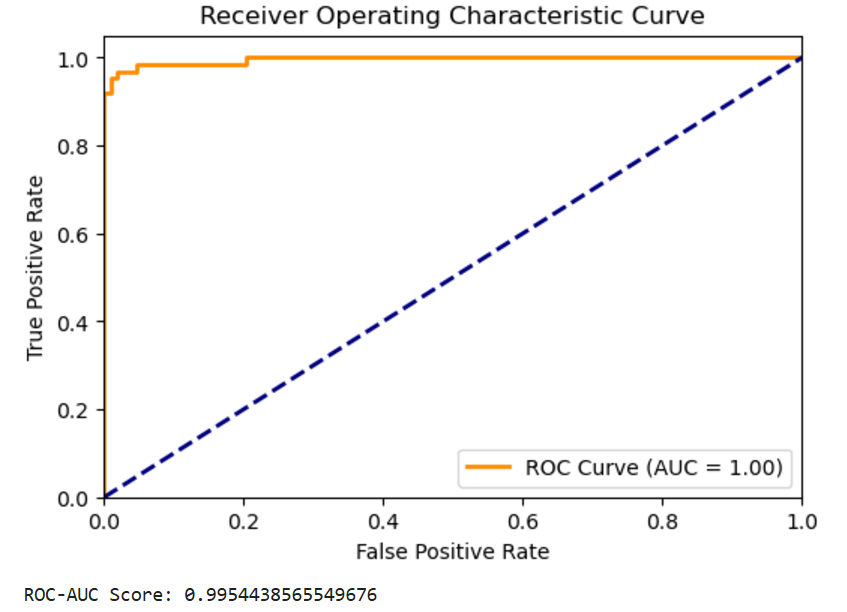 Receiver Operating Characteristic Curve
1.0
0.8
0.6
0.4
0.2
0.0
True Positive Rate
ROC Curve (AUC = 1.00)
0.0 0.2 0.4 0.6 0.8 1.0
False Positive Rate
ROC-AUC Score: 0.9954438565549676